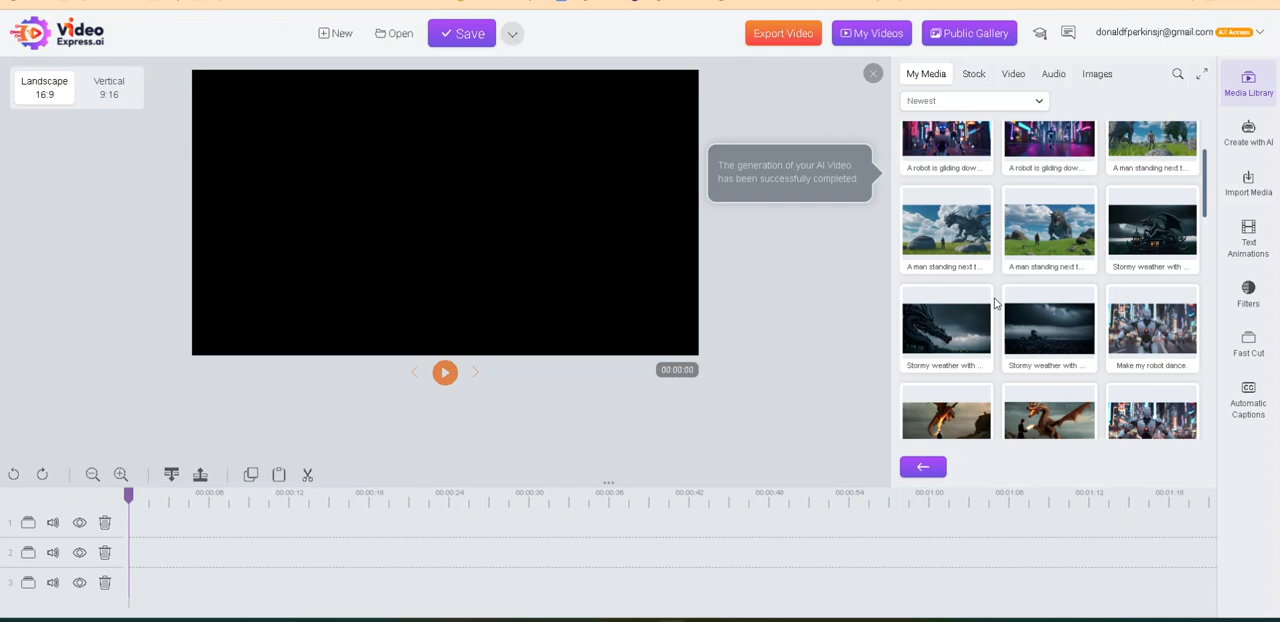 Video
Express.ai
New
Open
Save
Export Video
My Videos
Public Gallery
donaldfperkinsjr@gmail.com
All Access
Landscape
16:9
Vertical
9:16
The generation of your AI Video
has been successfully completed.
My Media
Stock
Video
Audio
Images
Newest
A robot is gliding dow...
A robot is gliding dow...
A man standing next t...
A man standing next t...
A man standing next t...
Stormy weather with ...
Stormy weather with ...
Stormy weather with ...
Make my robot dance.
Media Library
Create with AI
Import Media
Text
Animations
Filters
Fast Cut
CC
Automatic
Captions
00:00:00
00:00:06
00:00:12
00:00:18
00:00:24
00:00:30
00:00:36
00:00:42
00:00:48
00:00:54
00:01:00
00:01:06
00:01:12
00:01:18
1
2
3